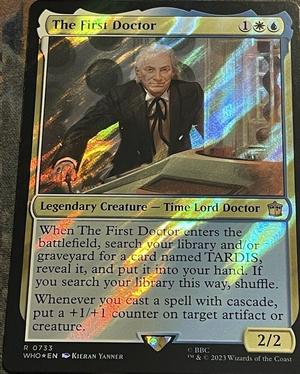 The First Doctor 1
Legendary Creature — Time Lord Doctor
When The First Doctor enters the
battlefield, search your library and/or
graveyard for a card named TARDIS,
reveal it, and put it into your hand. If
you search your library this way, shuffle.
Whenever you cast a spell with cascade,
put a +1/+1 counter on target artifact or
creature.
2/2
R 0733
WHO★EN KIERAN YANNER
© BBC
™ & © 2023 Wizards of the Coast